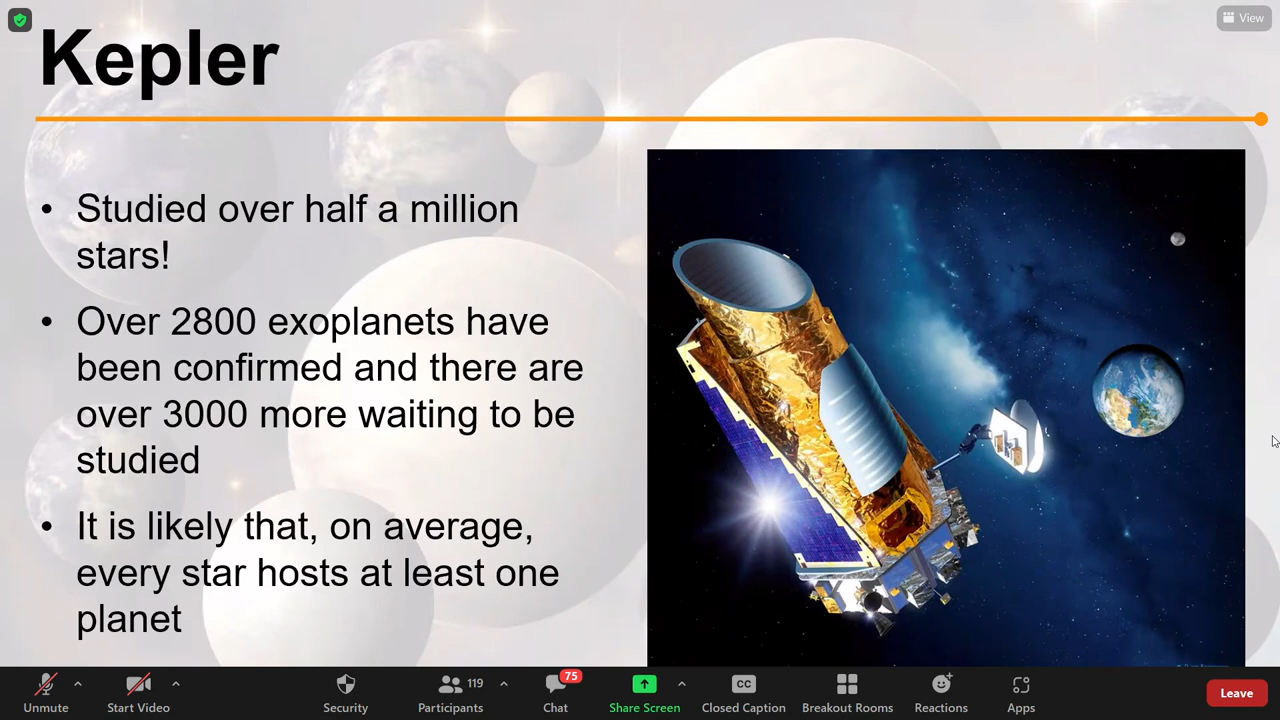 View
Kepler
• Studied over half a million
stars!
• Over 2800 exoplanets have
been confirmed and there are
over 3000 more waiting to be
studied
• It is likely that, on average,
every star hosts at least one
planet
119
75
CC
Unmute
Start Video
Security
Participants
Chat
Share Screen
Closed Caption
Breakout Rooms
Reactions
Apps
Leave